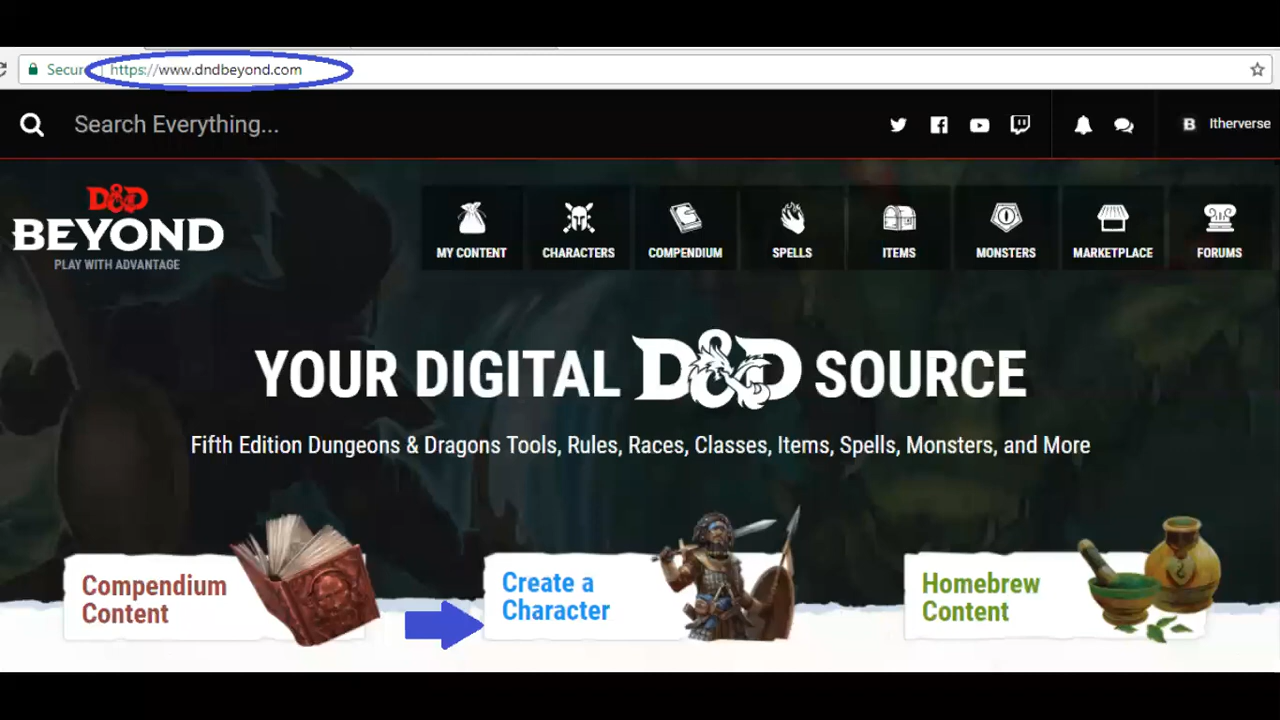 Secur
https://www.dndbeyond.com
Search Everything...
B Itherverse
D&D
BEYOND
PLAY WITH ADVANTAGE
MY CONTENT
CHARACTERS
COMPENDIUM
SPELLS
ITEMS
MONSTERS
MARKETPLACE
FORUMS
YOUR DIGITAL D&D SOURCE
Fifth Edition Dungeons & Dragons Tools, Rules, Races, Classes, Items, Spells, Monsters, and More
Compendium
Content
Create a
Character
Homebrew
Content